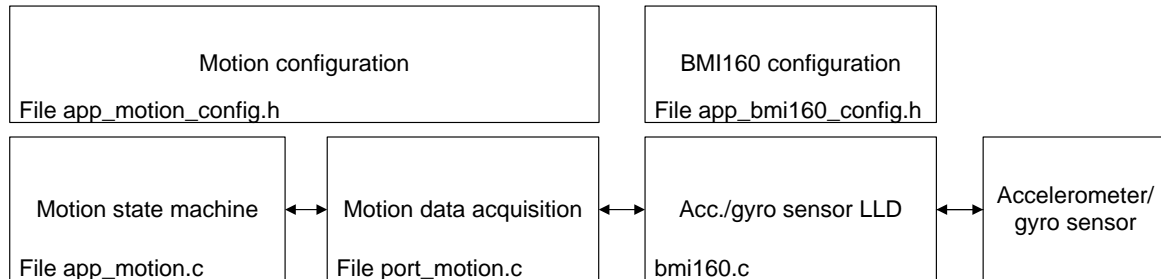 Motion configuration
File app_motion_config.h
BMI160 configuration
File app_bmi160_config.h
Motion state machine
File app_motion.c
Motion data acquisition
File port_motion.c
Acc./gyro sensor LLD
bmi160.c
Accelerometer/
gyro sensor